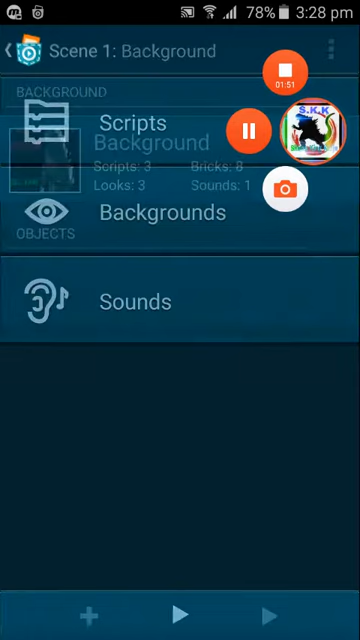 78% 3:28 pm
Scene 1: Background
01:51
BACKGROUND
S.K.K
Scripts
Background
Scripts: 3 Bricks: 8
Looks: 3 Sounds: 1
Backgrounds
OBJECTS
Sounds